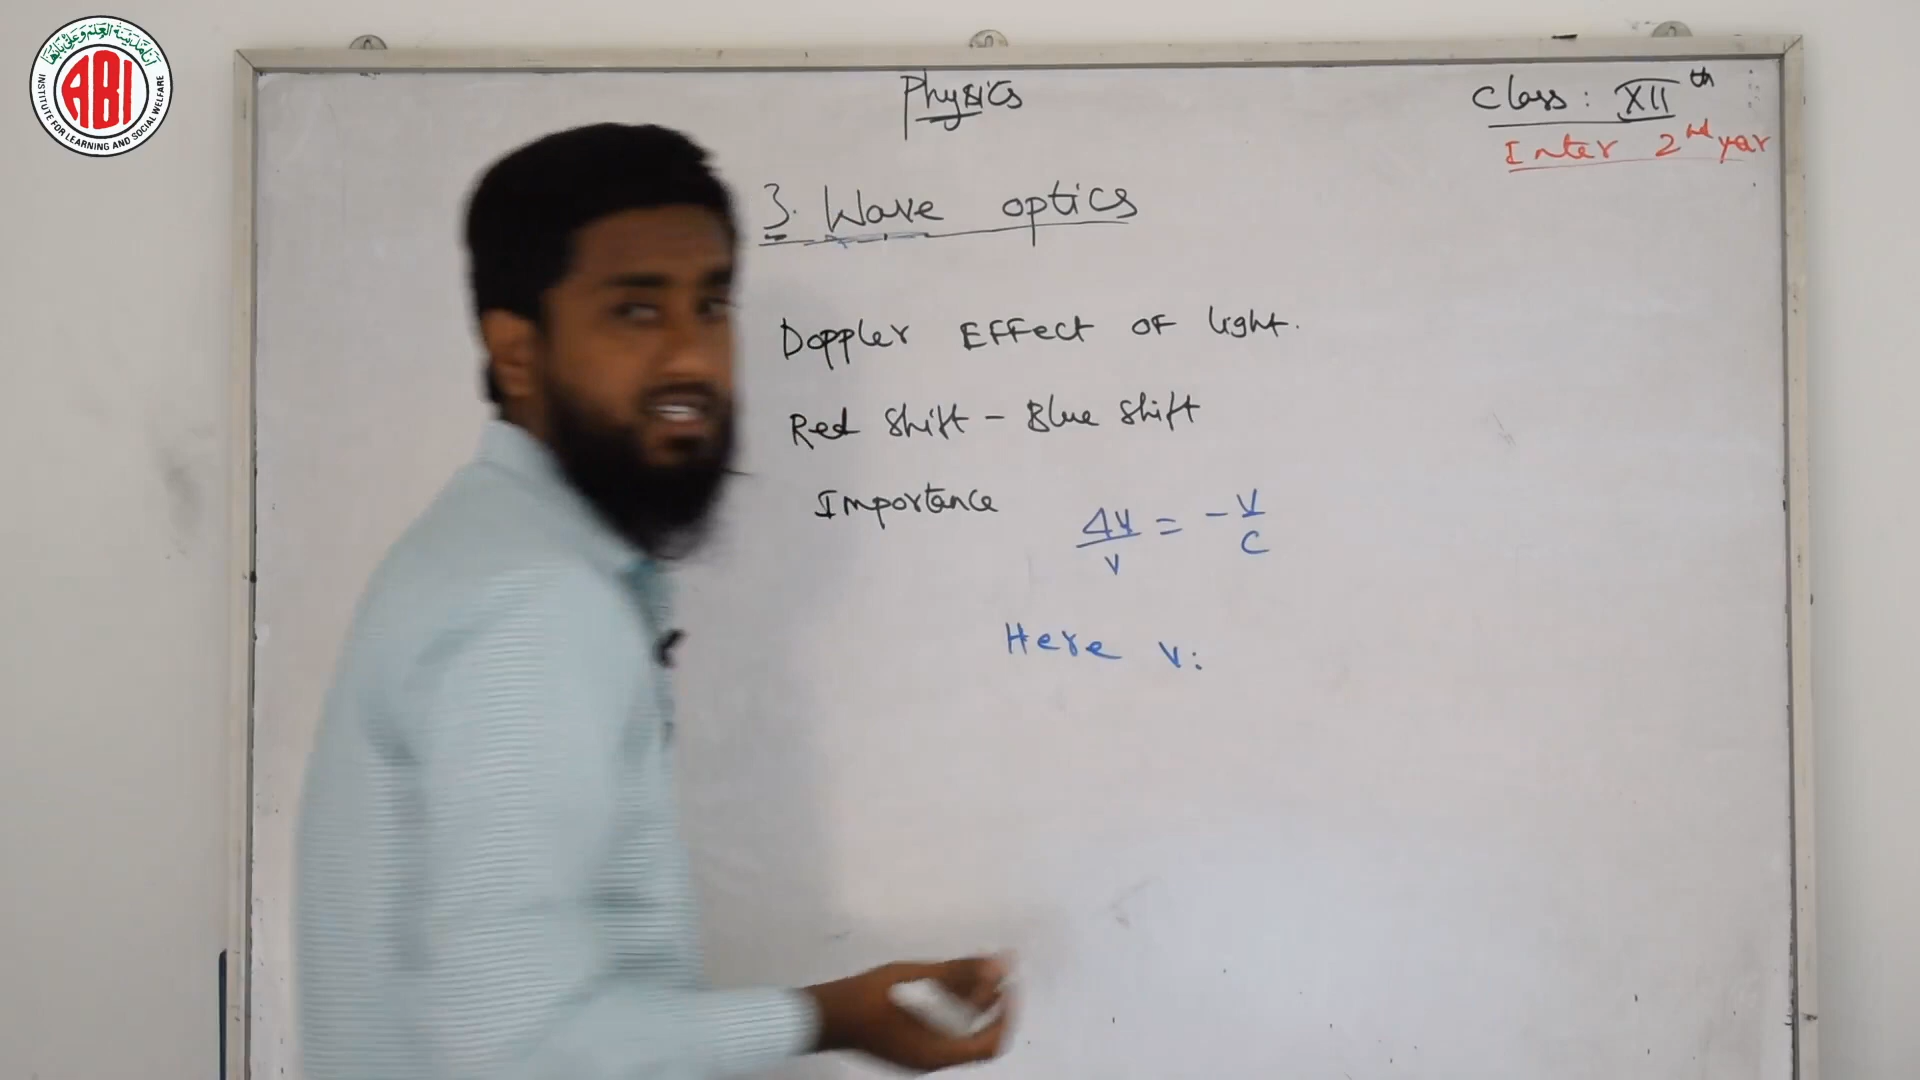 ABI
INSTITUTE FOR LEARNING AND SOCIAL WELFARE
Physics
Class: XII th
Inter 2nd year
3. Wave optics
Doppler Effect of light.
Red Shift - Blue Shift
Importance
Δν/ν = -v/c
Here v: